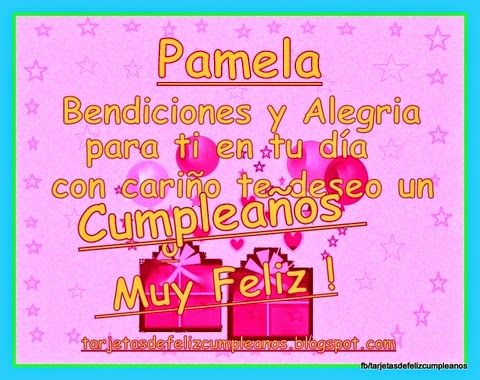 Pamela
Bendiciones y Alegria
para ti en tu día
con cariño te deseo un
Cumpleaños
Muy Feliz !
tarjetasdefelizcumpleanos.blogspot.com
fb/tarjetasdefelizcumpleanos